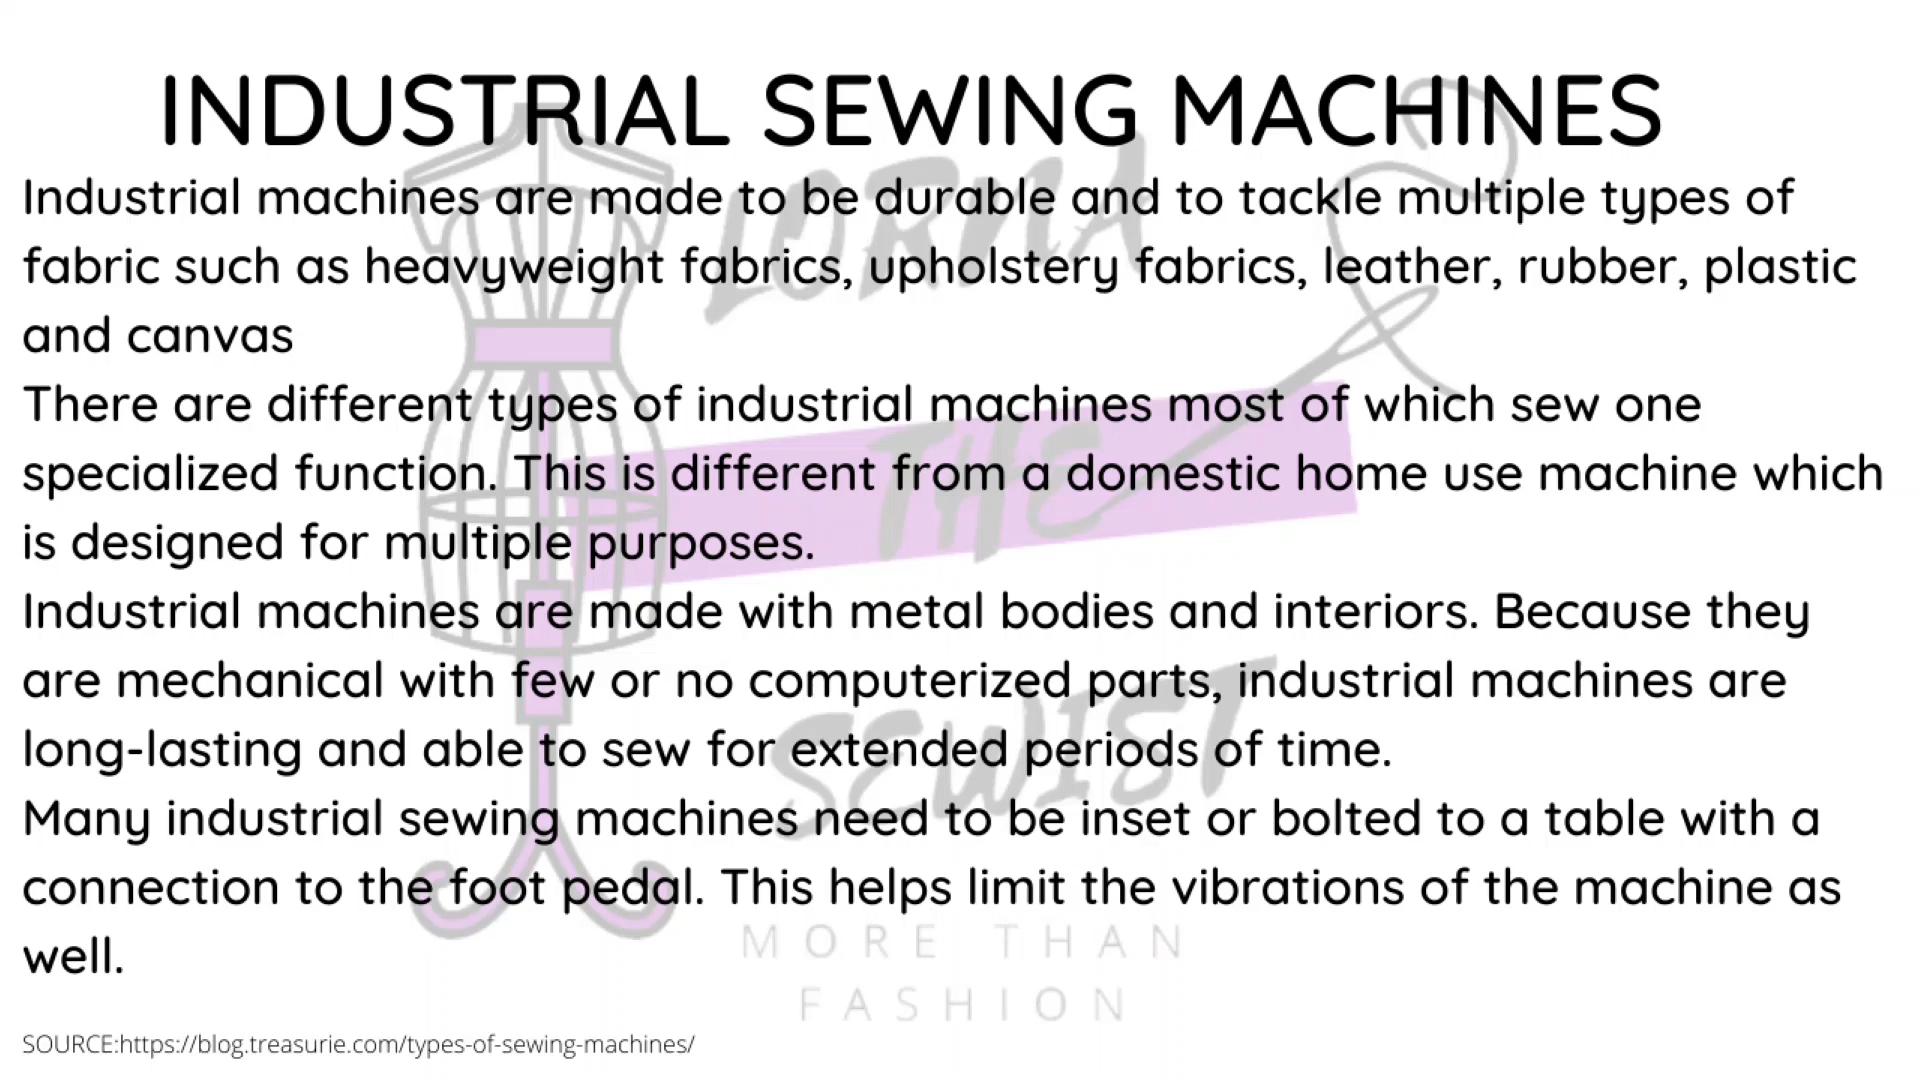 INDUSTRIAL SEWING MACHINES
Industrial machines are made to be durable and to tackle multiple types of
fabric such as heavyweight fabrics, upholstery fabrics, leather, rubber, plastic
and canvas
There are different types of industrial machines most of which sew one
specialized function. This is different from a domestic home use machine which
is designed for multiple purposes.
Industrial machines are made with metal bodies and interiors. Because they
are mechanical with few or no computerized parts, industrial machines are
long-lasting and able to sew for extended periods of time.
Many industrial sewing machines need to be inset or bolted to a table with a
connection to the foot pedal. This helps limit the vibrations of the machine as
well.
SOURCE:https://blog.treasurie.com/types-of-sewing-machines/
LORNA
THE
SEWIST
MORE THAN
FASHION